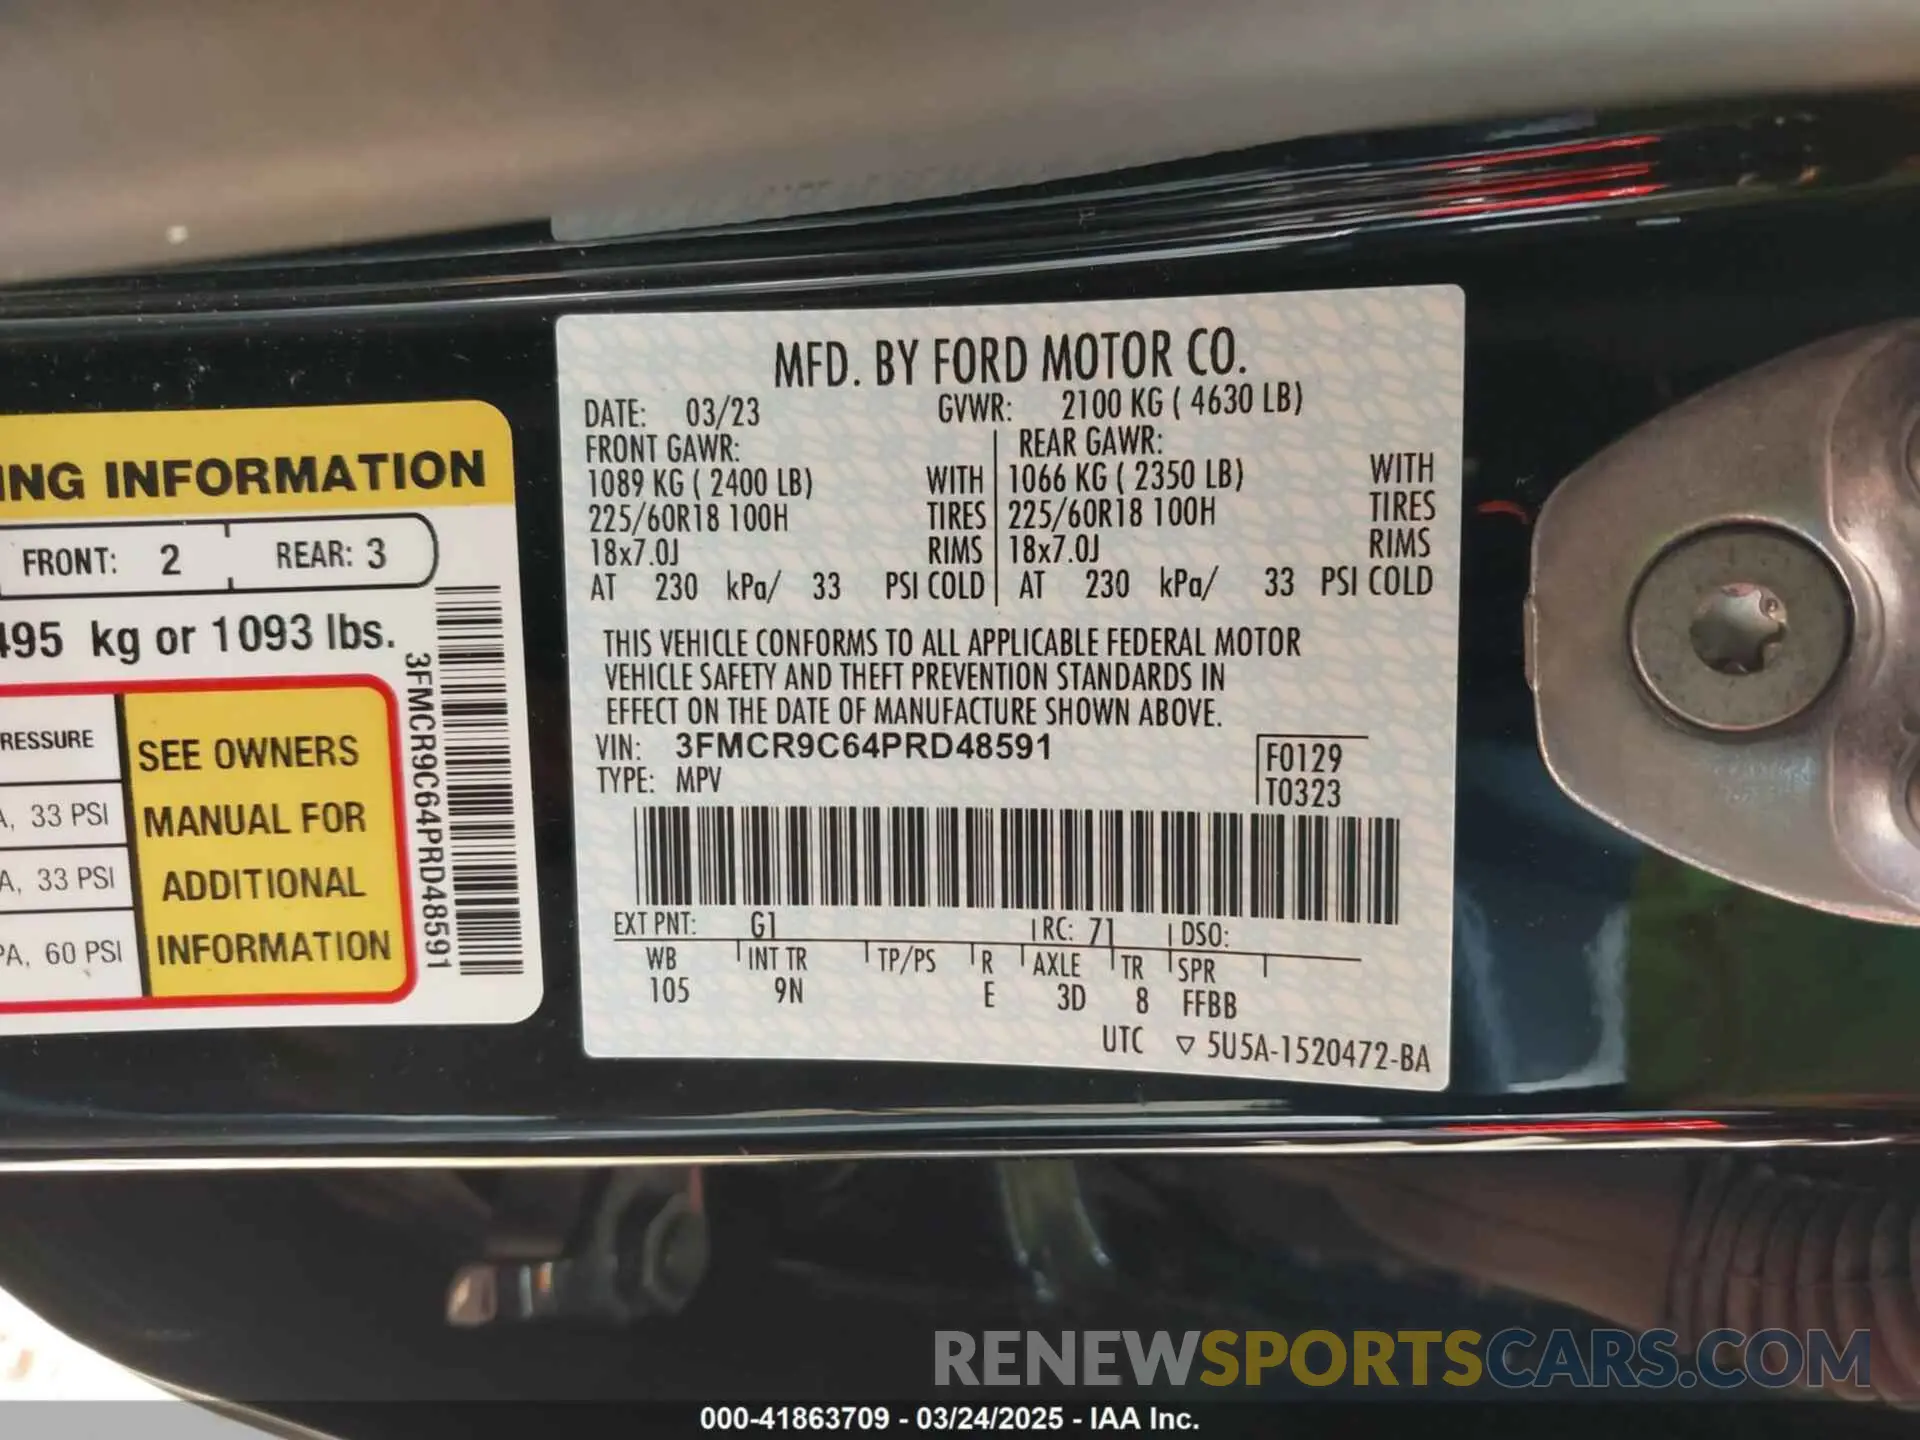 ING INFORMATION
FRONT: 2 REAR: 3
495 kg or 1093 lbs.
RESSURE
A, 33 PSI
A, 33 PSI
PA, 60 PSI
SEE OWNERS
MANUAL FOR
ADDITIONAL
INFORMATION
3FMCR9C64PRD48591
MFD. BY FORD MOTOR CO.
DATE: 03/23 GVWR: 2100 KG ( 4630 LB)
FRONT GAWR: REAR GAWR:
1089 KG ( 2400 LB) WITH 1066 KG ( 2350 LB) WITH
225/60R18 100H TIRES 225/60R18 100H TIRES
18x7.0J RIMS 18x7.0J RIMS
AT 230 kPa/ 33 PSI COLD AT 230 kPa/ 33 PSI COLD
THIS VEHICLE CONFORMS TO ALL APPLICABLE FEDERAL MOTOR
VEHICLE SAFETY AND THEFT PREVENTION STANDARDS IN
EFFECT ON THE DATE OF MANUFACTURE SHOWN ABOVE.
VIN: 3FMCR9C64PRD48591 F0129
TYPE: MPV T0323
EXT PNT: G1 RC: 71 DSO:
WB INT TR TP/PS R AXLE TR SPR
105 9N E 3D 8 FFBB
UTC ▽ 5U5A-1520472-BA
RENEWSPORTSCARS.COM
000-41863709 - 03/24/2025 - IAA Inc.